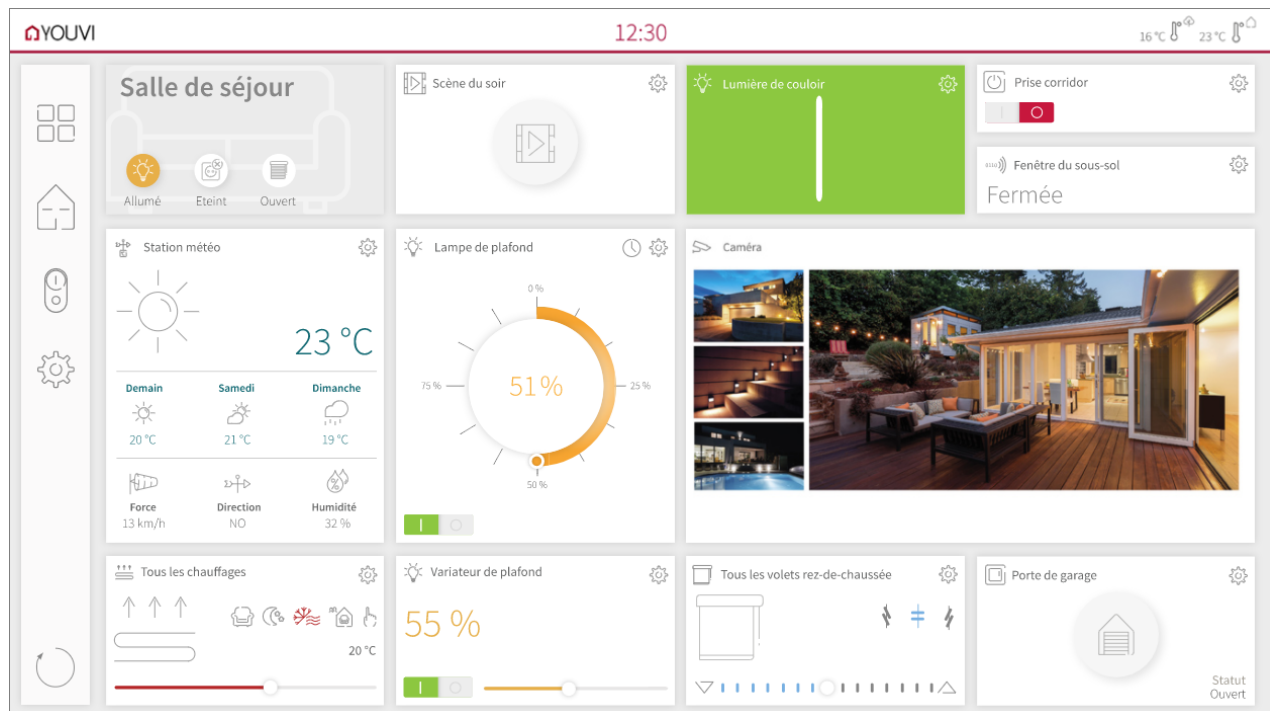 YOUVI
12:30
16 °C
23 °C
Salle de séjour
Allumé
Eteint
Ouvert
Scène du soir
Lumière de couloir
Prise corridor
Fenêtre du sous-sol
Fermée
Station météo
23 °C
Demain
Samedi
Dimanche
20 °C
21 °C
19 °C
Force
Direction
Humidité
13 km/h
NO
32 %
Lampe de plafond
0 %
75 %
51 %
25 %
50 %
Caméra
Tous les chauffages
20 °C
Variateur de plafond
55 %
Tous les volets rez-de-chaussée
Porte de garage
Statut
Ouvert